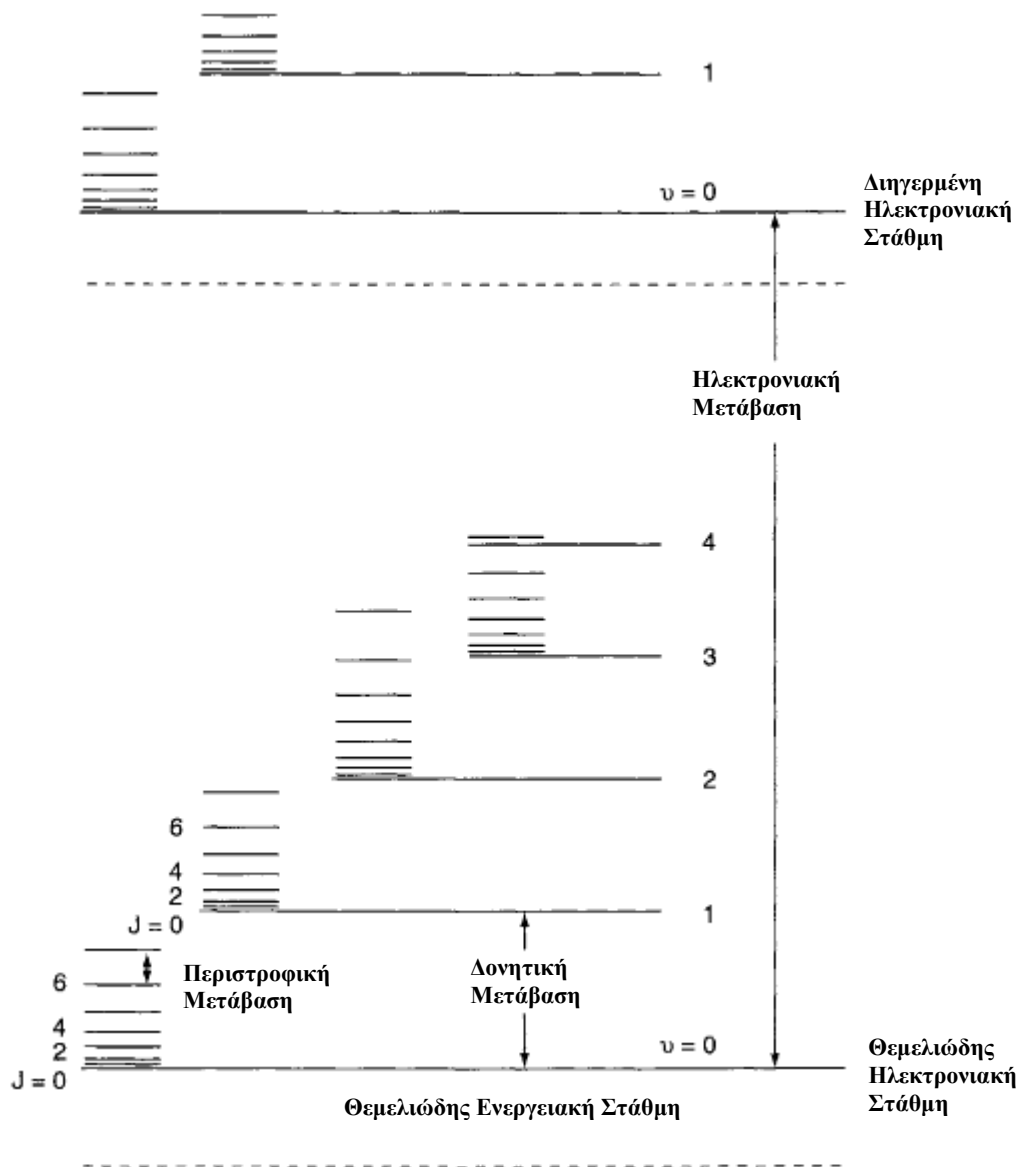 1
υ = 0
Διηγερμένη
Ηλεκτρονιακή
Στάθμη
Ηλεκτρονιακή
Μετάβαση
4
3
2
6
4
2
J = 0
1
6
4
2
J = 0
Περιστροφική
Μετάβαση
Δονητική
Μετάβαση
υ = 0
Θεμελιώδης
Ηλεκτρονιακή
Στάθμη
Θεμελιώδης Ενεργειακή Στάθμη